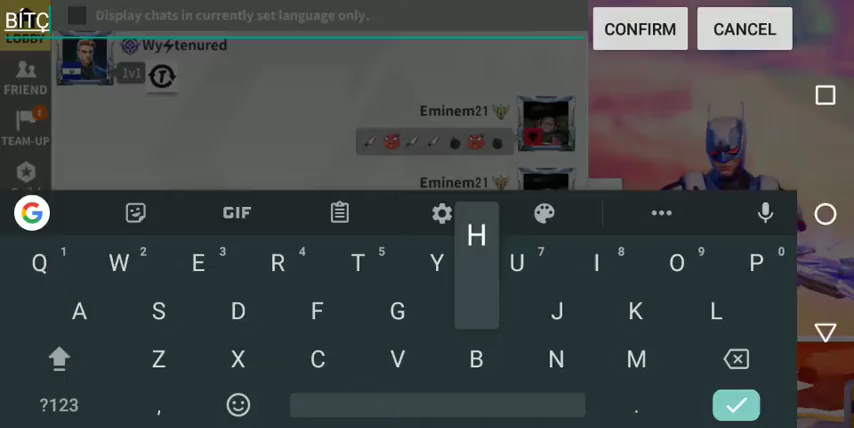 BİTÇ
Display chats in currently set language only.
CONFIRM
CANCEL
LOBBY
Wy⚡tenured
1v1
FRIEND
Eminem21
TEAM-UP
Eminem21
Guild
GIF
H
Q 1 W 2 E 3 R 4 T 5 Y U 7 I 8 O 9 P 0
A S D F G J K L
Z X C V B N M
?123 , .